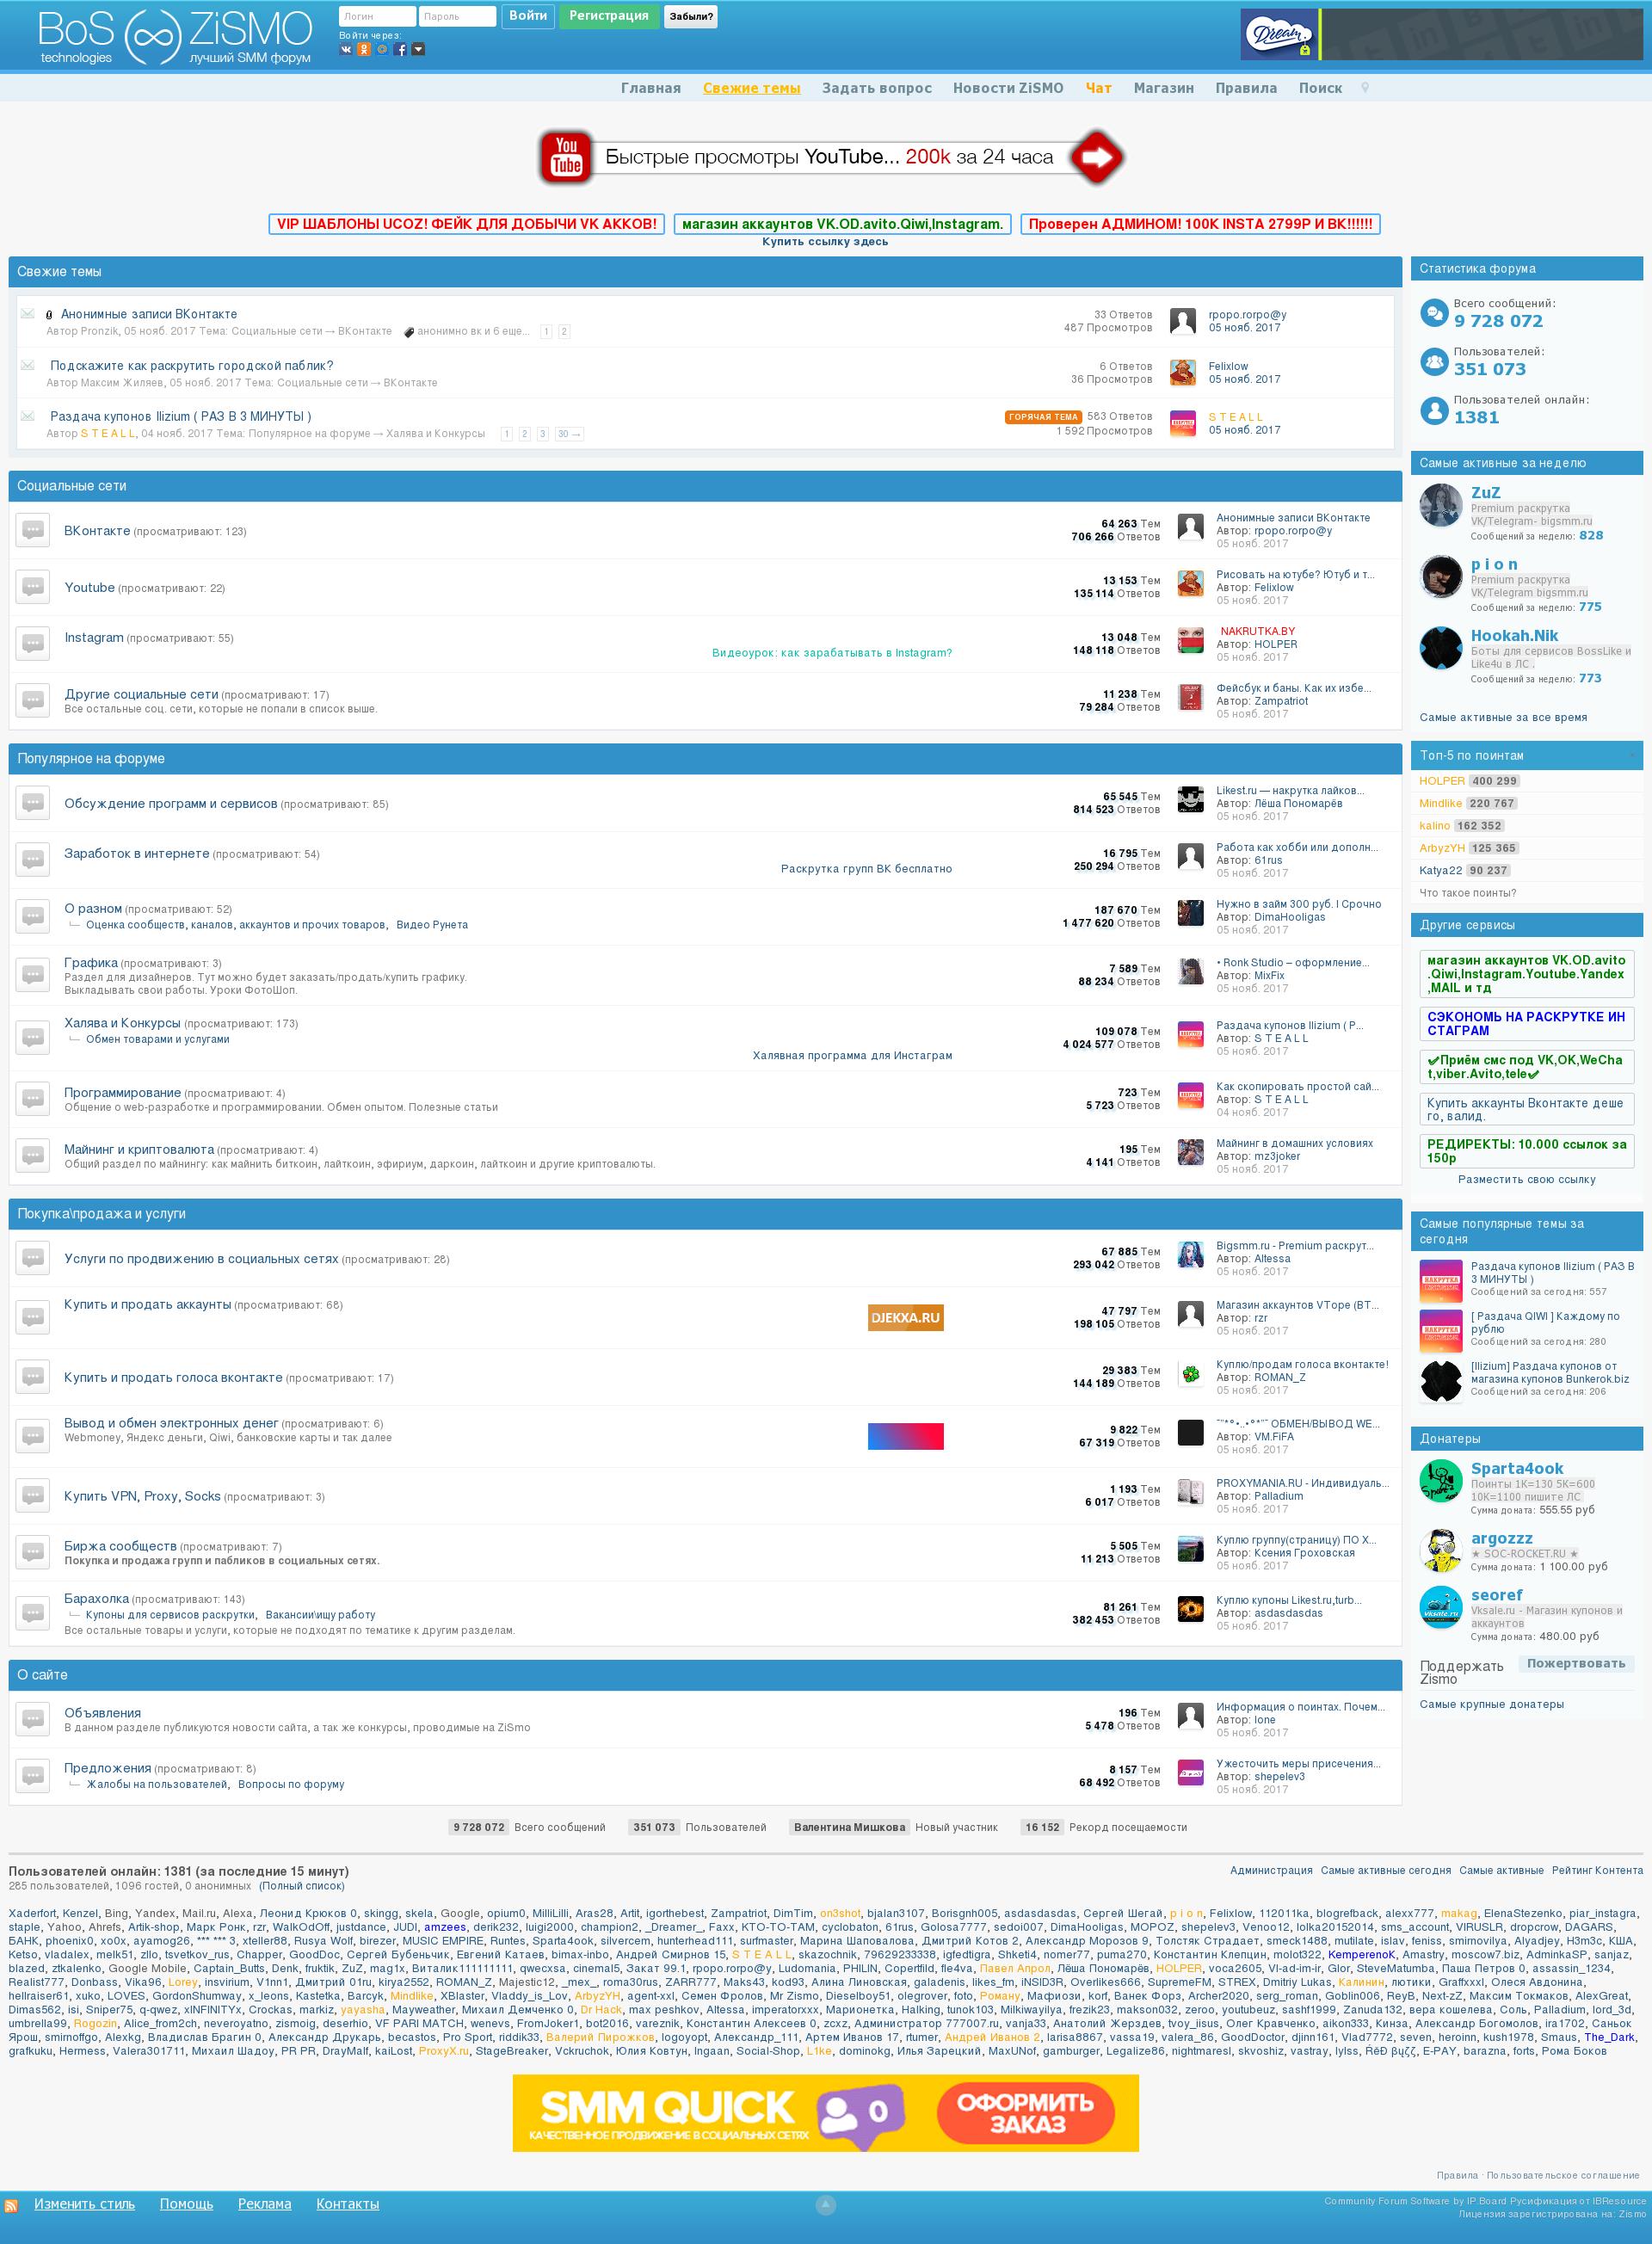 BoS ZiSMO
technologies лучший SMM форум
Логин Пароль Войти Регистрация Забыли?
Войти через:
Dream
Главная Свежие темы Задать вопрос Новости ZiSMO Чат Магазин Правила Поиск
You Tube Быстрые просмотры YouTube... 200k за 24 часа
VIP ШАБЛОНЫ UCOZ! ФЕЙК ДЛЯ ДОБЫЧИ VK АККОВ! магазин аккаунтов VK.OD.avito.Qiwi,Instagram. Проверен АДМИНОМ! 100К INSTA 2799Р И ВК!!!!!!
Купить ссылку здесь
Свежие темы
Анонимные записи ВКонтакте
Автор Pronzik, 05 нояб. 2017 Тема: Социальные сети → ВКонтакте анонимно вк и 6 еще... 1 2
33 Ответов
487 Просмотров
rpopo.rorpo@y
05 нояб. 2017
Подскажите как раскрутить городской паблик?
Автор Максим Жиляев, 05 нояб. 2017 Тема: Социальные сети → ВКонтакте
6 Ответов
36 Просмотров
Felixlow
05 нояб. 2017
Раздача купонов Ilizium ( РАЗ В 3 МИНУТЫ )
Автор S T E A L L, 04 нояб. 2017 Тема: Популярное на форуме → Халява и Конкурсы 1 2 3 30 →
ГОРЯЧАЯ ТЕМА 583 Ответов
1 592 Просмотров
S T E A L L
05 нояб. 2017
Социальные сети
ВКонтакте (просматривают: 123)
64 263 Тем
706 266 Ответов
Анонимные записи ВКонтакте
Автор: rpopo.rorpo@y
05 нояб. 2017
Youtube (просматривают: 22)
13 153 Тем
135 114 Ответов
Рисовать на ютубе? Ютуб и т...
Автор: Felixlow
05 нояб. 2017
Instagram (просматривают: 55)
Видеоурок: как зарабатывать в Instagram?
13 048 Тем
148 118 Ответов
NAKRUTKA.BY
Автор: HOLPER
05 нояб. 2017
Другие социальные сети (просматривают: 17)
Все остальные соц. сети, которые не попали в список выше.
11 238 Тем
79 284 Ответов
Фейсбук и баны. Как их избе...
Автор: Zampatriot
05 нояб. 2017
Популярное на форуме
Обсуждение программ и сервисов (просматривают: 85)
65 545 Тем
814 523 Ответов
Likest.ru — накрутка лайков...
Автор: Лёша Пономарёв
05 нояб. 2017
Заработок в интернете (просматривают: 54)
Раскрутка групп ВК бесплатно
16 795 Тем
250 294 Ответов
Работа как хобби или дополн...
Автор: 61rus
05 нояб. 2017
О разном (просматривают: 52)
Оценка сообществ, каналов, аккаунтов и прочих товаров, Видео Рунета
187 670 Тем
1 477 620 Ответов
Нужно в займ 300 руб. I Срочно
Автор: DimaHooligas
05 нояб. 2017
Графика (просматривают: 3)
Раздел для дизайнеров. Тут можно будет заказать/продать/купить графику.
Выкладывать свои работы. Уроки ФотоШоп.
7 589 Тем
88 234 Ответов
• Ronk Studio – оформление...
Автор: MixFix
05 нояб. 2017
Халява и Конкурсы (просматривают: 173)
Обмен товарами и услугами
Халявная программа для Инстаграм
109 078 Тем
4 024 577 Ответов
Раздача купонов Ilizium ( Р...
Автор: S T E A L L
05 нояб. 2017
Программирование (просматривают: 4)
Общение о web-разработке и программировании. Обмен опытом. Полезные статьи
723 Тем
5 723 Ответов
Как скопировать простой сай...
Автор: S T E A L L
04 нояб. 2017
Майнинг и криптовалюта (просматривают: 4)
Общий раздел по майнингу: как майнить биткоин, лайткоин, эфириум, даркоин, лайткоин и другие криптовалюты.
195 Тем
4 141 Ответов
Майнинг в домашних условиях
Автор: mz3joker
05 нояб. 2017
Покупка\продажа и услуги
Услуги по продвижению в социальных сетях (просматривают: 28)
67 885 Тем
293 042 Ответов
Bigsmm.ru - Premium раскрут...
Автор: Altessa
05 нояб. 2017
Купить и продать аккаунты (просматривают: 68)
DJEKXA.RU
47 797 Тем
198 105 Ответов
Магазин аккаунтов VTope (ВТ...
Автор: rzr
05 нояб. 2017
Купить и продать голоса вконтакте (просматривают: 17)
29 383 Тем
144 189 Ответов
Куплю/продам голоса вконтакте!
Автор: ROMAN_Z
05 нояб. 2017
Вывод и обмен электронных денег (просматривают: 6)
Webmoney, Яндекс деньги, Qiwi, банковские карты и так далее
9 822 Тем
67 319 Ответов
ОБМЕН/ВЫВОД WE...
Автор: VM.FiFA
05 нояб. 2017
Купить VPN, Proxy, Socks (просматривают: 3)
1 193 Тем
6 017 Ответов
PROXYMANIA.RU - Индивидуаль...
Автор: Palladium
05 нояб. 2017
Биржа сообществ (просматривают: 7)
Покупка и продажа групп и пабликов в социальных сетях.
5 505 Тем
11 213 Ответов
Куплю группу(страницу) ПО Х...
Автор: Ксения Гроховская
05 нояб. 2017
Барахолка (просматривают: 143)
Купоны для сервисов раскрутки, Вакансии\ищу работу
Все остальные товары и услуги, которые не подходят по тематике к другим разделам.
81 261 Тем
382 453 Ответов
Куплю купоны Likest.ru,turb...
Автор: asdasdasdas
05 нояб. 2017
О сайте
Объявления
В данном разделе публикуются новости сайта, а так же конкурсы, проводимые на ZiSmo
196 Тем
5 478 Ответов
Информация о поинтах. Почем...
Автор: Ione
05 нояб. 2017
Предложения (просматривают: 8)
Жалобы на пользователей, Вопросы по форуму
8 157 Тем
68 492 Ответов
Ужесточить меры присечения...
Автор: shepelev3
05 нояб. 2017
Статистика форума
Всего сообщений:
9 728 072
Пользователей:
351 073
Пользователей онлайн:
1381
Самые активные за неделю
ZuZ
Premium раскрутка
VK/Telegram- bigsmm.ru
Сообщений за неделю: 828
p i o n
Premium раскрутка
VK/Telegram bigsmm.ru
Сообщений за неделю: 775
Hookah.Nik
Боты для сервисов BossLike и
Like4u в ЛС .
Сообщений за неделю: 773
Самые активные за все время
Топ-5 по поинтам
HOLPER 400 299
Mindlike 220 767
kalino 162 352
ArbyzYH 125 365
Katya22 90 237
Что такое поинты?
Другие сервисы
магазин аккаунтов VK.OD.avito
.Qiwi,Instagram.Youtube.Yandex
,MAIL и тд
СЭКОНОМЬ НА РАСКРУТКЕ ИН
СТАГРАМ
✔Приём смс под VK,OK,WeCha
t,viber.Avito,tele✔
Купить аккаунты Вконтакте деше
го, валид.
РЕДИРЕКТЫ: 10.000 ссылок за
150р
Разместить свою ссылку
Самые популярные темы за
сегодня
Раздача купонов Ilizium ( РАЗ В
3 МИНУТЫ )
Сообщений за сегодня: 557
[ Раздача QIWI ] Каждому по
рублю
Сообщений за сегодня: 280
[Ilizium] Раздача купонов от
магазина купонов Bunkerok.biz
Сообщений за сегодня: 206
Донатеры
Sparta4ook
Поинты 1К=130 5К=600
10К=1100 пишите ЛС
Сумма доната: 555.55 руб
argozzz
★ SOC-ROCKET.RU ★
Сумма доната: 1 100.00 руб
seoref
Vksale.ru - Магазин купонов и
аккаунтов
Сумма доната: 480.00 руб
Поддержать
Zismo
Пожертвовать
Самые крупные донатеры
9 728 072 Всего сообщений 351 073 Пользователей Валентина Мишкова Новый участник 16 152 Рекорд посещаемости
Пользователей онлайн: 1381 (за последние 15 минут)
Администрация Самые активные сегодня Самые активные Рейтинг Контента
285 пользователей, 1096 гостей, 0 анонимных (Полный список)
Xaderfort, Kenzel, Bing, Yandex, Mail.ru, Alexa, Леонид Крюков 0, skingg, skela, Google, opium0, MilliLilli, Aras28, Artit, igorthebest, Zampatriot, DimTim, on3shot, bjalan3107, Borisgnh005, asdasdasdas, Сергей Шегай, p i o n, Felixlow, 112011ka, blogrefback, alexx777, makag, ElenaStezenko, piar_instagra,
staple, Yahoo, Ahrefs, Artik-shop, Марк Ронк, rzr, WalkOdOff, justdance, JUDI, amzees, derik232, luigi2000, champion2, _Dreamer_, Faxx, KTO-TO-TAM, cyclobaton, 61rus, Golosa7777, sedoi007, DimaHooligas, MOPOZ, shepelev3, Venoo12, lolka20152014, sms_account, VIRUSLR, dropcrow, DAGARS,
БАНК, phoenix0, xo0x, ayamog26, *** *** 3, xteller88, Rusya Wolf, birezer, MUSIC EMPIRE, Runtes, Sparta4ook, silvercem, hunterhead111, surfmaster, Марина Шаповалова, Дмитрий Котов 2, Александр Морозов 9, Толстяк Страдает, smeck1488, mutilate, islav, feniss, smirnovilya, Alyadjey, H3m3c, КША,
Ketso, vladalex, melk51, zllo, tsvetkov_rus, Chapper, GoodDoc, Сергей Бубеньчик, Евгений Катаев, bimax-inbo, Андрей Смирнов 15, S T E A L L, skazochnik, 79629233338, igfedtigra, Shketi4, nomer77, puma270, Константин Клепцин, molot322, KemperenoK, Amastry, moscow7.biz, AdminkaSP, sanjaz,
blazed, ztkalenko, Google Mobile, Captain_Butts, Denk, fruktik, ZuZ, mag1x, Виталик111111111, qwecxsa, cinemal5, Закат 99.1, rpopo.rorpo@y, Ludomania, PHILIN, Copertfild, fle4va, Павел Апрол, Лёша Пономарёв, HOLPER, voca2605, Vl-ad-im-ir, Glor, SteveMatumba, Паша Петров 0, assassin_1234,
Realist777, Donbass, Vika96, Lorey, insvirium, V1nn1, Дмитрий 01ru, kirya2552, ROMAN_Z, Majestic12, _mex_, roma30rus, ZARR777, Maks43, kod93, Алина Линовская, galadenis, likes_fm, iNSID3R, Overlikes666, SupremeFM, STREX, Dmitriy Lukas, Калинин, лютики, Graffxxxl, Олеся Авдонина,
hellraiser61, xuko, LOVES, GordonShumway, x_leons, Kastetka, Barcyk, Mindlike, XBlaster, Vladdy_is_Lov, ArbyzYH, agent-xxl, Семен Фролов, Mr Zismo, Dieselboy51, olegrover, foto, Роману, Мафиози, korf, Ванек Форэ, Archer2020, serg_roman, Goblin006, ReyB, Next-zZ, Максим Токмаков, AlexGreat,
Dimas562, isi, Sniper75, q-qwez, xINFINITYx, Crockas, markiz, yayasha, Mayweather, Михаил Демченко 0, Dr Hack, max peshkov, Altessa, imperatorxxx, Марионетка, Halking, tunok103, Milkiwayilya, frezik23, makson032, zeroo, youtubeuz, sashf1999, Zanuda132, вера кошелева, Соль, Palladium, lord_3d,
umbrella99, Rogozin, Alice_from2ch, neveroyatno, zismoig, deserhio, VF PARI MATCH, wenevs, FromJoker1, bot2016, vareznik, Константин Алексеев 0, zcxz, Администратор 777007.ru, vanja33, Анатолий Жерздев, tvoy_iisus, Олег Кравченко, aikon333, Кинза, Александр Богомолов, ira1702, Саньок
Ярош, smirnoffgo, Alexkg, Владислав Брагин 0, Александр Друкарь, becastos, Pro Sport, riddik33, Валерий Пирожков, logoyopt, Александр_111, Артем Иванов 17, rtumer, Андрей Иванов 2, larisa8867, vassa19, valera_86, GoodDoctor, djinn161, Vlad7772, seven, heroinn, kush1978, Smaus, The_Dark,
grafkuku, Hermess, Valera301711, Михаил Шадоу, PR PR, DrayMalf, kaiLost, ProxyX.ru, StageBreaker, Vckruchok, Юлия Ковтун, Ingaan, Social-Shop, L1ke, dominokg, Илья Зарецкий, MaxUNof, gamburger, Legalize86, nightmaresl, skvoshiz, vastray, lylss, ŘêĐ βųζζ, E-PAY, barazna, forts, Рома Боков
SMM QUICK
КАЧЕСТВЕННОЕ ПРОДВИЖЕНИЕ В СОЦИАЛЬНЫХ СЕТЯХ
0
ОФОРМИТЬ
ЗАКАЗ
Правила · Пользовательское соглашение
Изменить стиль Помощь Реклама Контакты
Community Forum Software by IP.Board Русификация от IBResource
Лицензия зарегистрирована на: Zismo